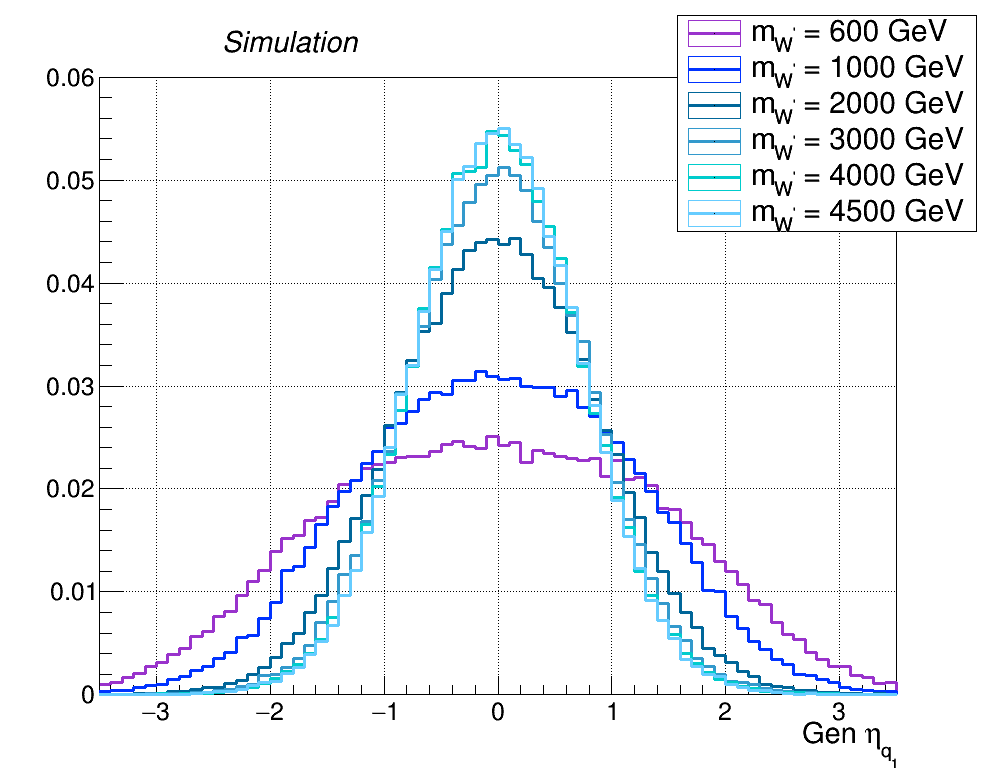 Simulation
m_W' = 600 GeV
m_W' = 1000 GeV
m_W' = 2000 GeV
m_W' = 3000 GeV
m_W' = 4000 GeV
m_W' = 4500 GeV
0.06
0.05
0.04
0.03
0.02
0.01
0
−3 −2 −1 0 1 2 3
Gen η_q_1